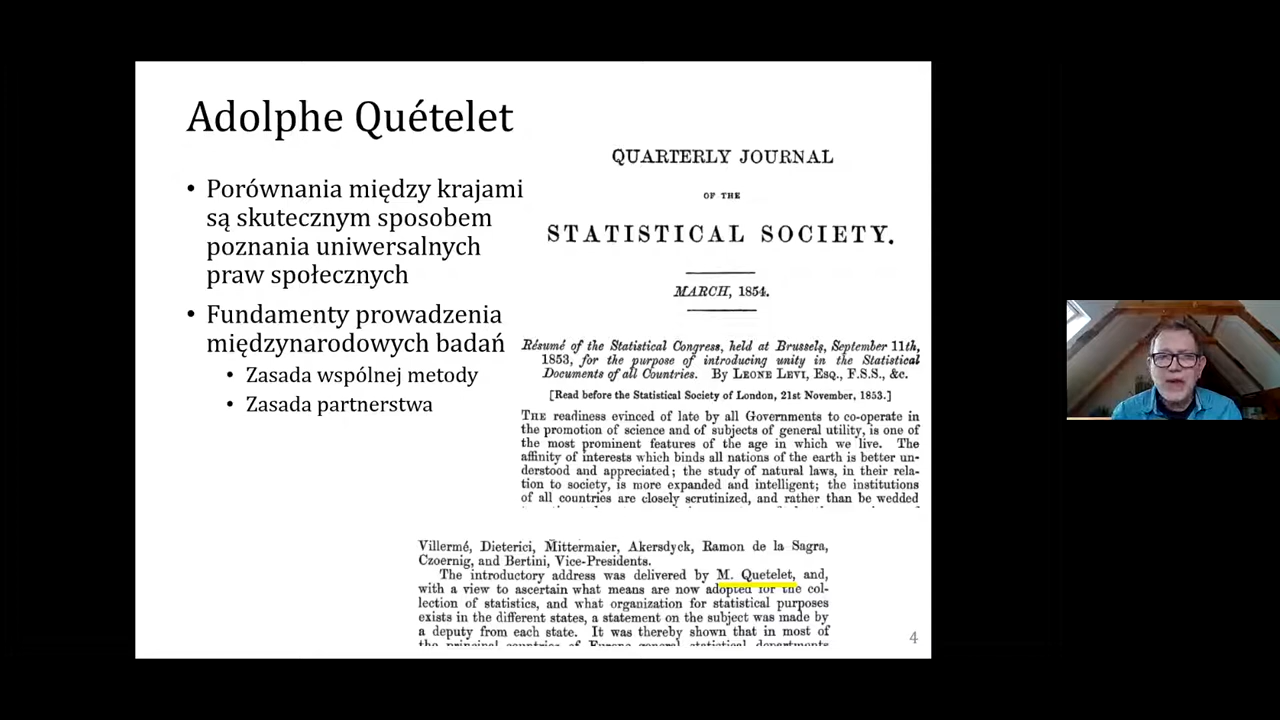 Adolphe Quételet
• Porównania między krajami
są skutecznym sposobem
poznania uniwersalnych
praw społecznych
• Fundamenty prowadzenia
międzynarodowych badań
• Zasada wspólnej metody
• Zasada partnerstwa
QUARTERLY JOURNAL
OF THE
STATISTICAL SOCIETY.
MARCH, 1854.
Résumé of the Statistical Congress, held at Brussels, September 11th,
1853, for the purpose of introducing unity in the Statistical
Documents of all Countries. By LEONE LEVI, ESQ., F.S.S., &c.
[Read before the Statistical Society of London, 21st November, 1853.]
THE readiness evinced of late by all Governments to co-operate in
the promotion of science and of subjects of general utility, is one of
the most prominent features of the age in which we live. The
affinity of interests which binds all nations of the earth is better un-
derstood and appreciated; the study of natural laws, in their rela-
tion to society, is more expanded and intelligent; the institutions
of all countries are closely scrutinized, and rather than be wedded
Villermé, Dieterici, Mittermaier, Akersdyck, Ramon de la Sagra,
Czoernig, and Bertini, Vice-Presidents.
The introductory address was delivered by M. Quetelet, and,
with a view to ascertain what means are now adopted for the col-
lection of statistics, and what organization for statistical purposes
exists in the different states, a statement on the subject was made by
a deputy from each state. It was thereby shown that in most of
the principal countries of Europe general statistical departments
4